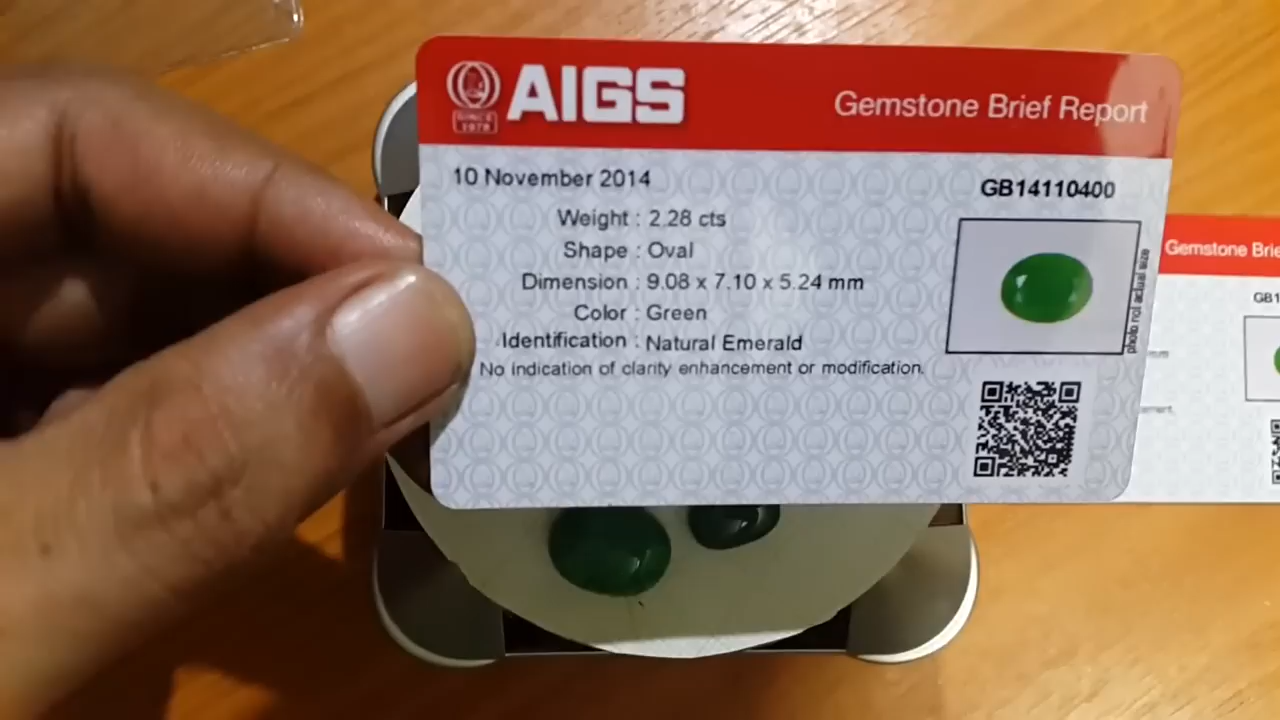 AIGS
SINCE 1978
Gemstone Brief Report
10 November 2014
GB14110400
Weight : 2.28 cts
Shape : Oval
Dimension : 9.08 x 7.10 x 5.24 mm
Color : Green
Identification : Natural Emerald
No indication of clarity enhancement or modification.
photo not actual size
Gemstone Brie
GB1
mm